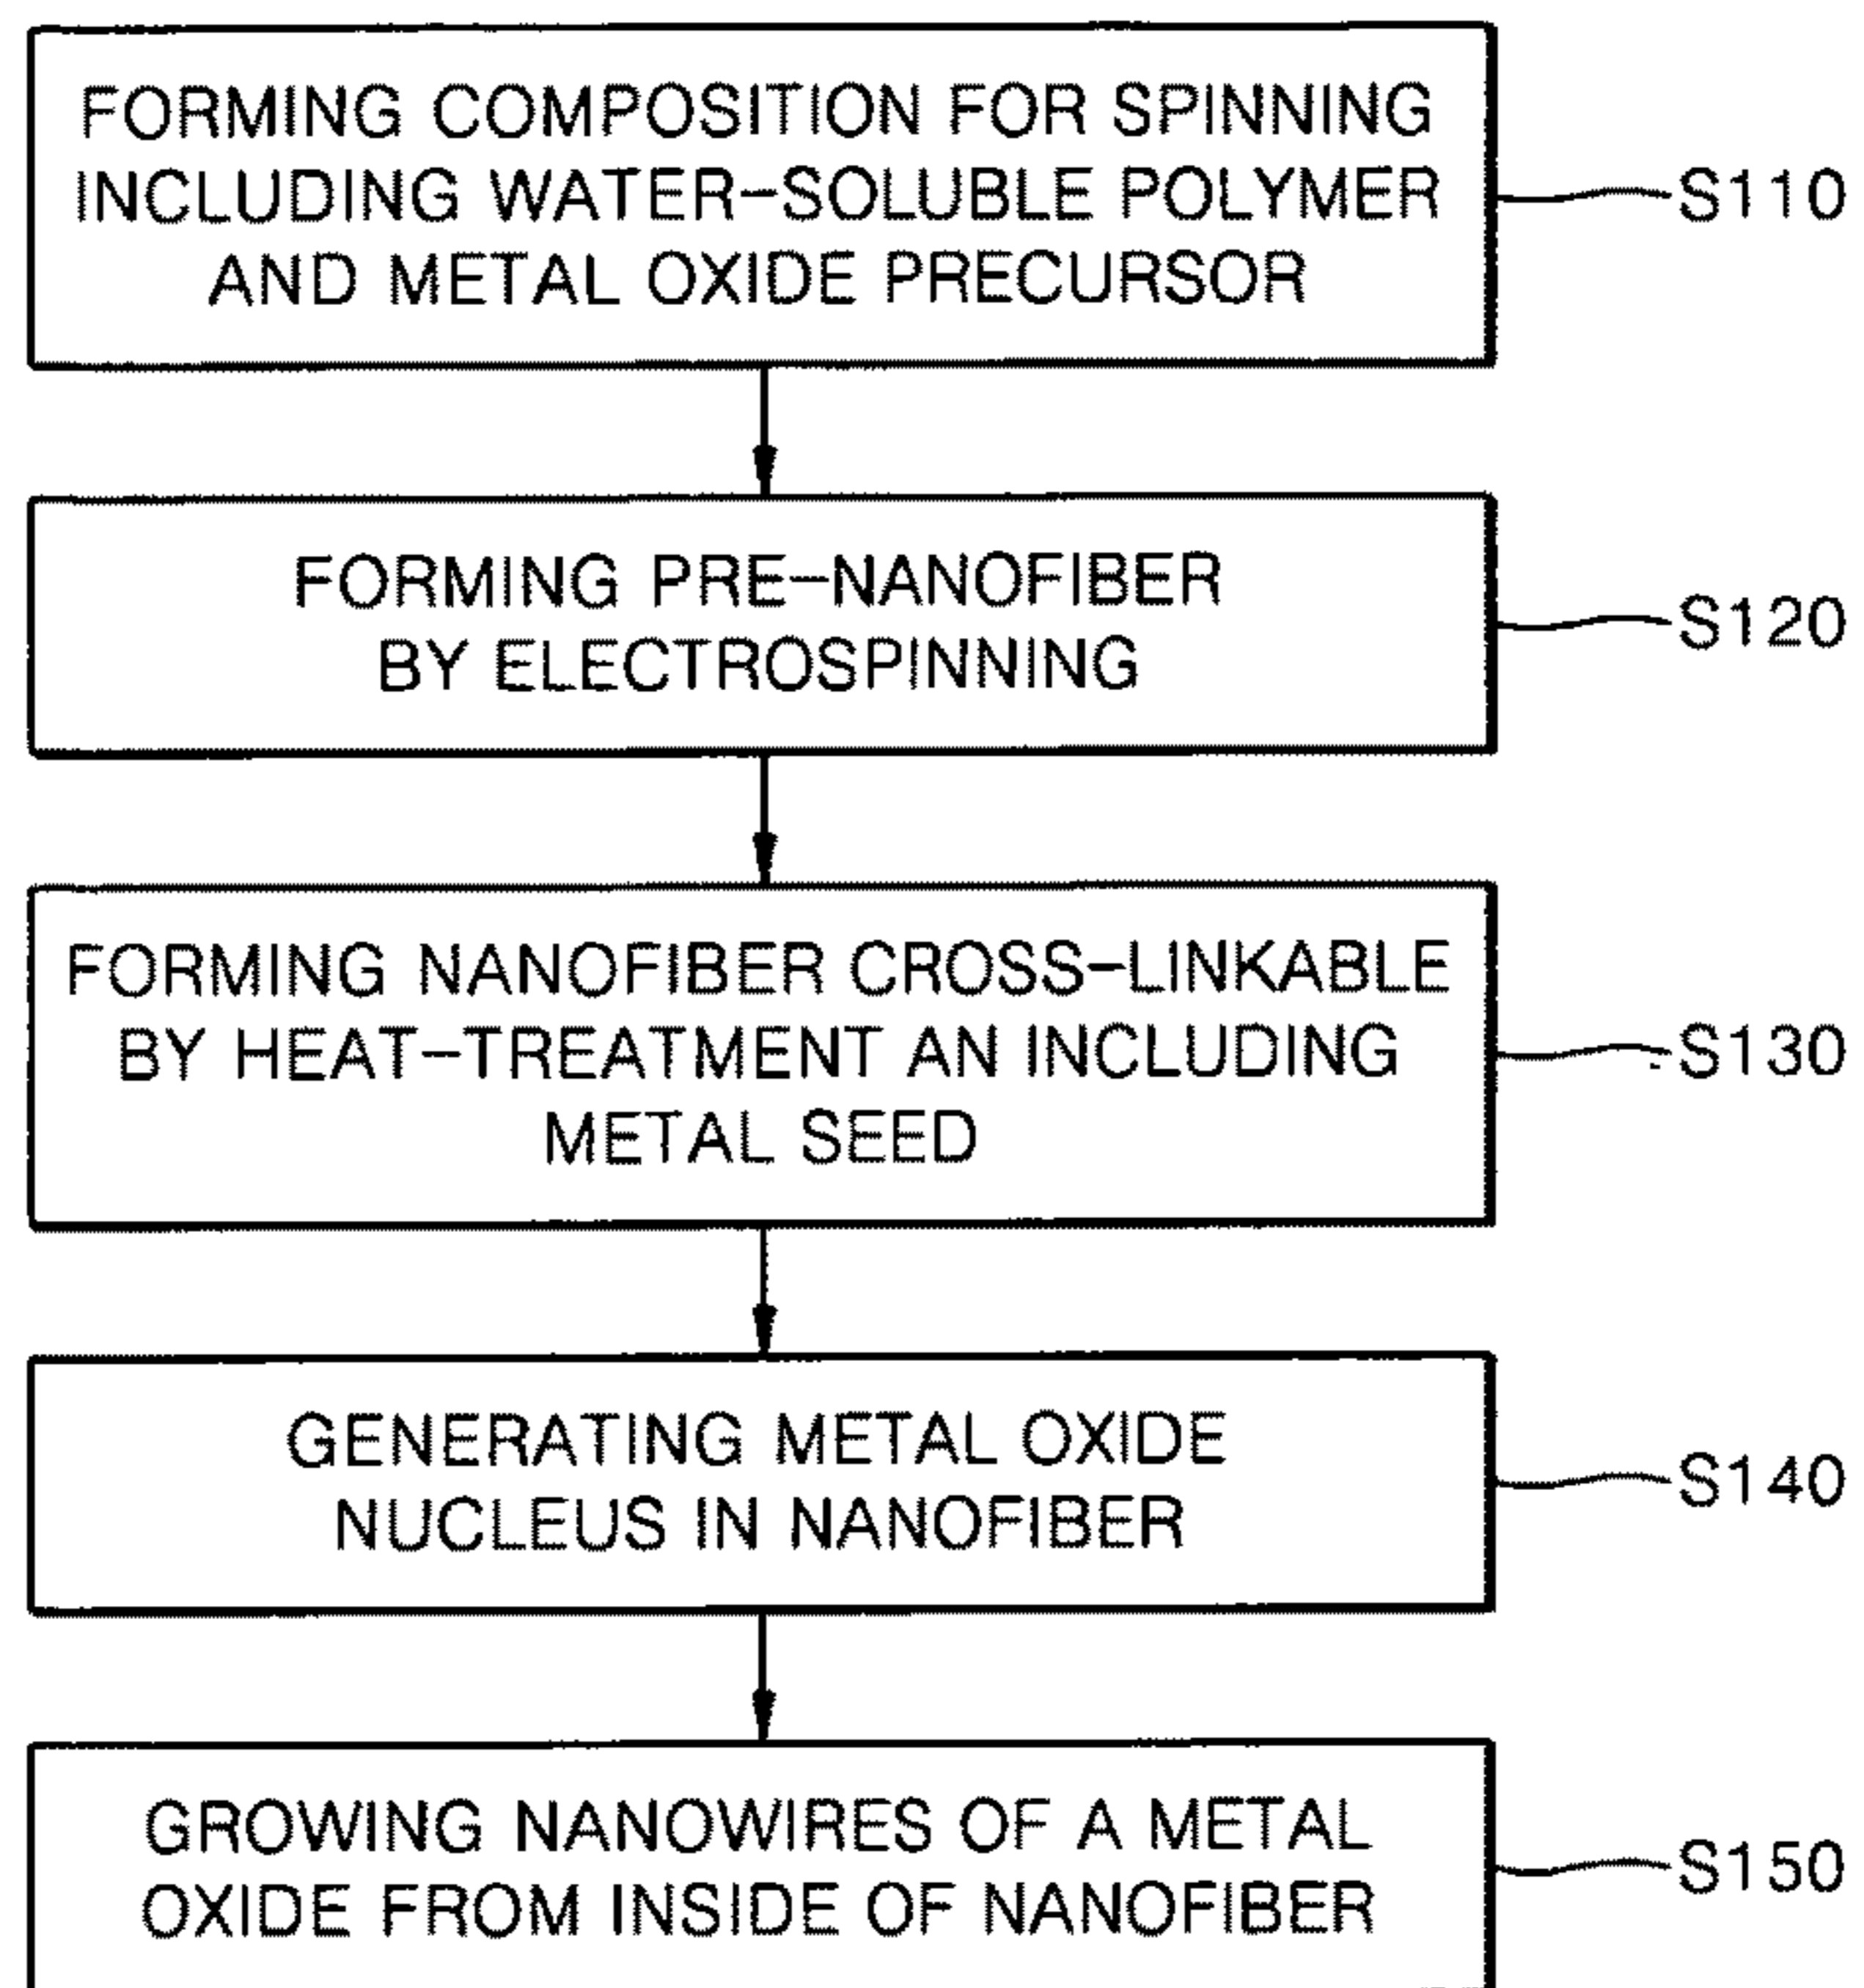 FORMING COMPOSITION FOR SPINNING
INCLUDING WATER-SOLUBLE POLYMER
AND METAL OXIDE PRECURSOR
S110
FORMING PRE-NANOFIBER
BY ELECTROSPINNING
S120
FORMING NANOFIBER CROSS-LINKABLE
BY HEAT-TREATMENT AN INCLUDING
METAL SEED
S130
GENERATING METAL OXIDE
NUCLEUS IN NANOFIBER
S140
GROWING NANOWIRES OF A METAL
OXIDE FROM INSIDE OF NANOFIBER
S150